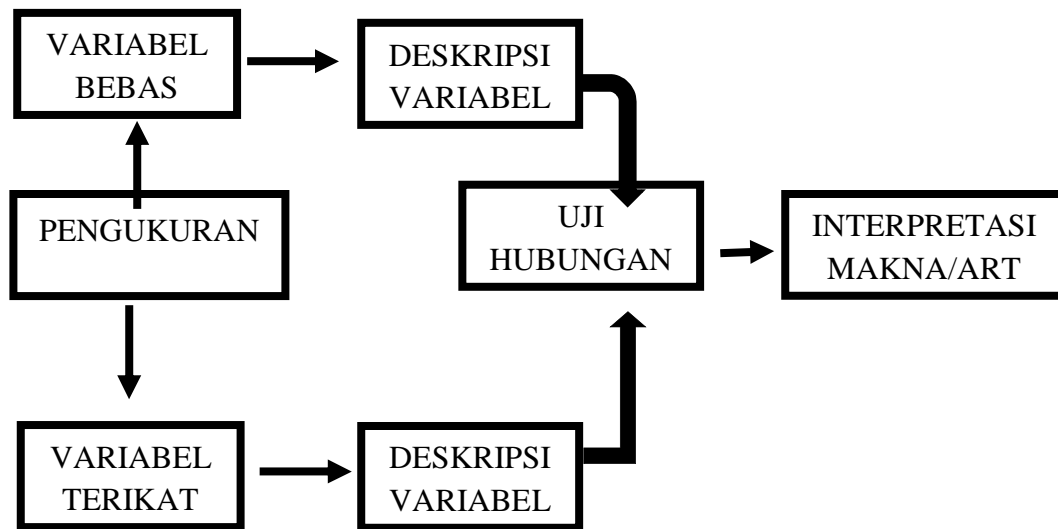 VARIABEL
BEBAS
DESKRIPSI
VARIABEL
PENGUKURAN
UJI
HUBUNGAN
INTERPRETASI
MAKNA/ART
VARIABEL
TERIKAT
DESKRIPSI
VARIABEL